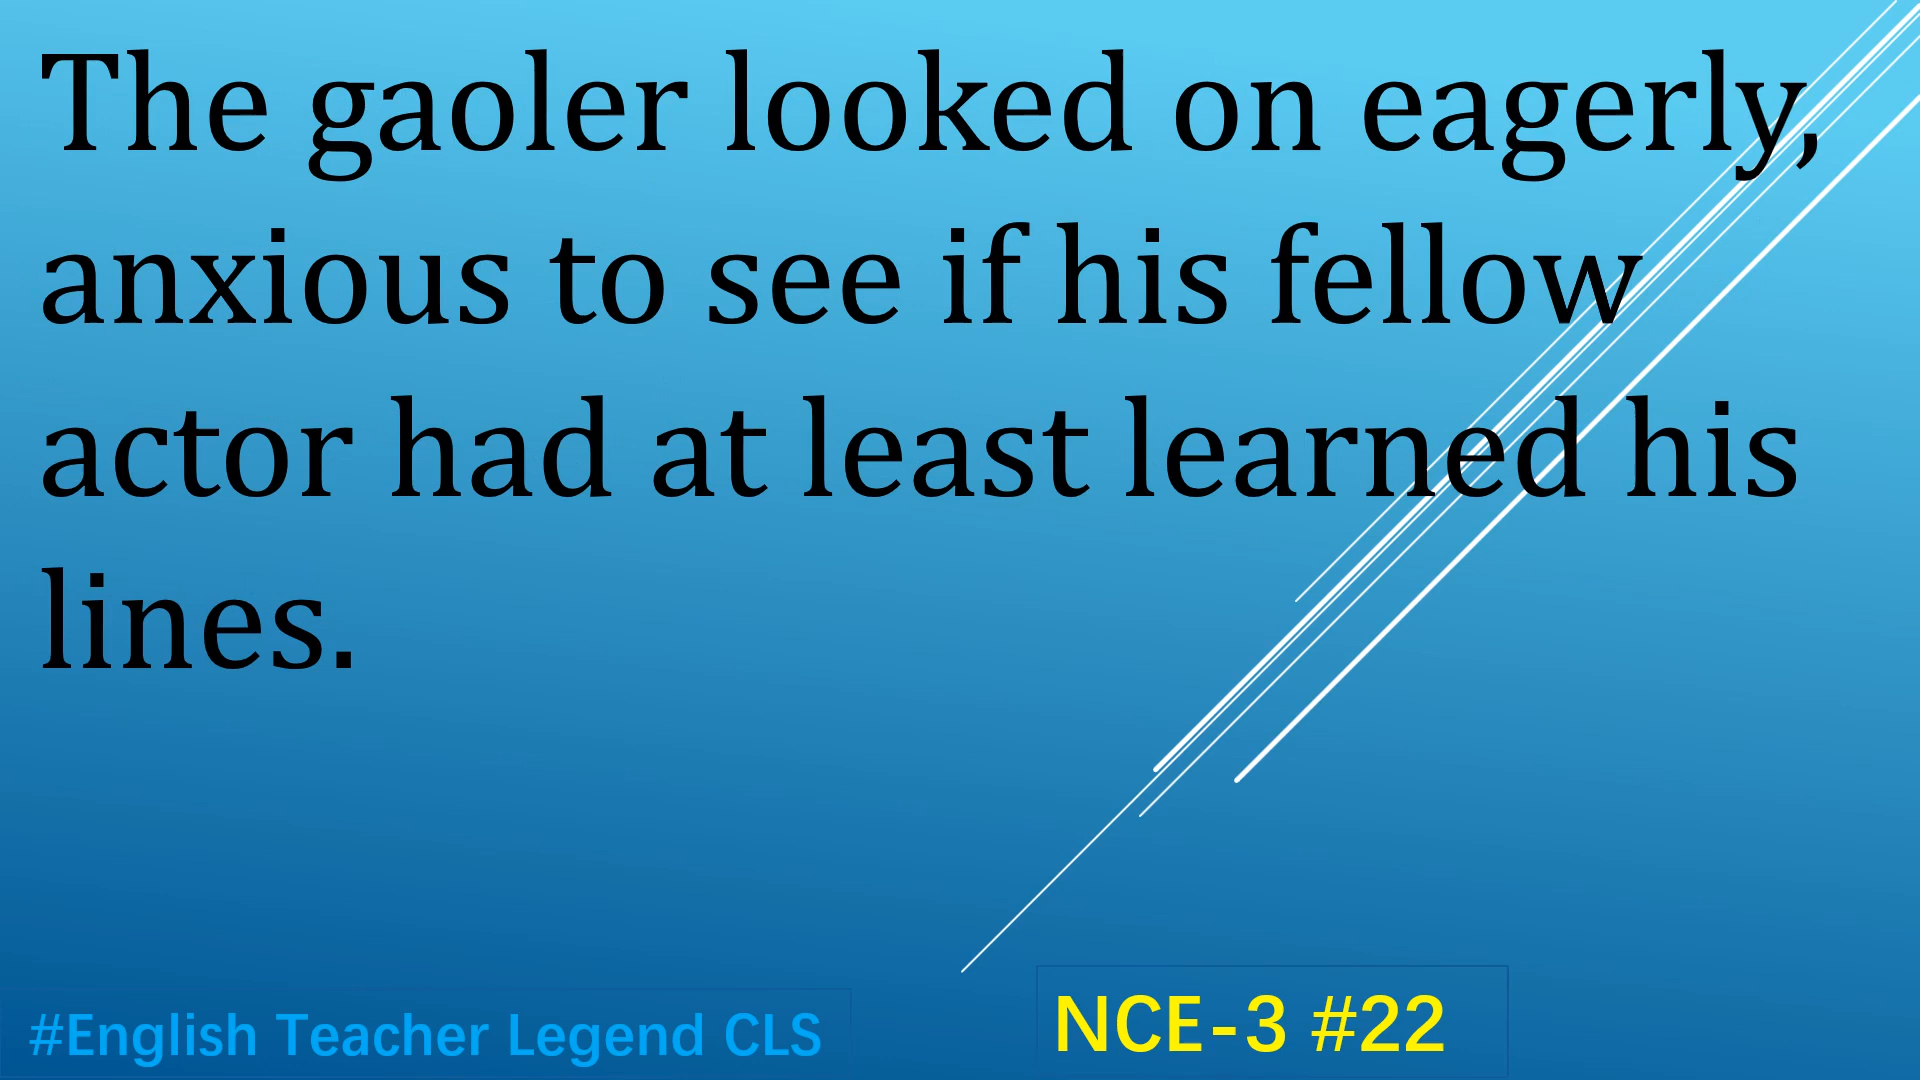 The gaoler looked on eagerly,
anxious to see if his fellow
actor had at least learned his
lines.
#English Teacher Legend CLS
NCE-3 #22